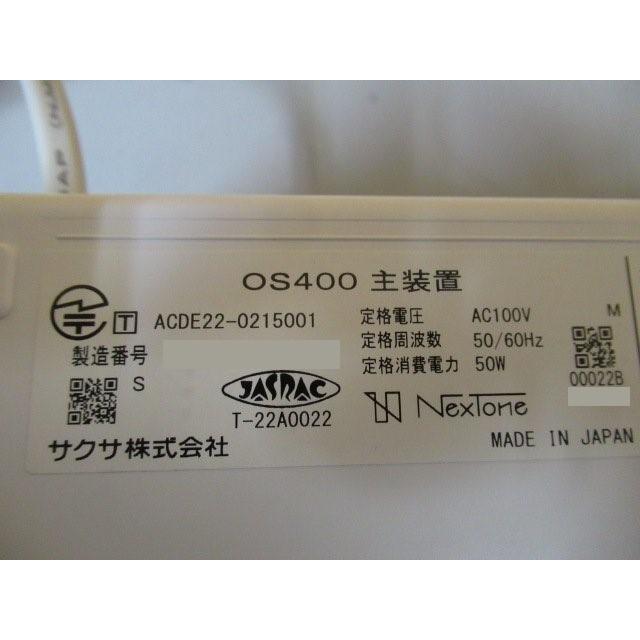 OS400 主装置
T ACDE22-0215001
定格電圧 AC100V
定格周波数 50/60Hz
定格消費電力 50W
製造番号
S
JASRAC
T-22A0022
NexTone
M
00022B
サクサ株式会社
MADE IN JAPAN